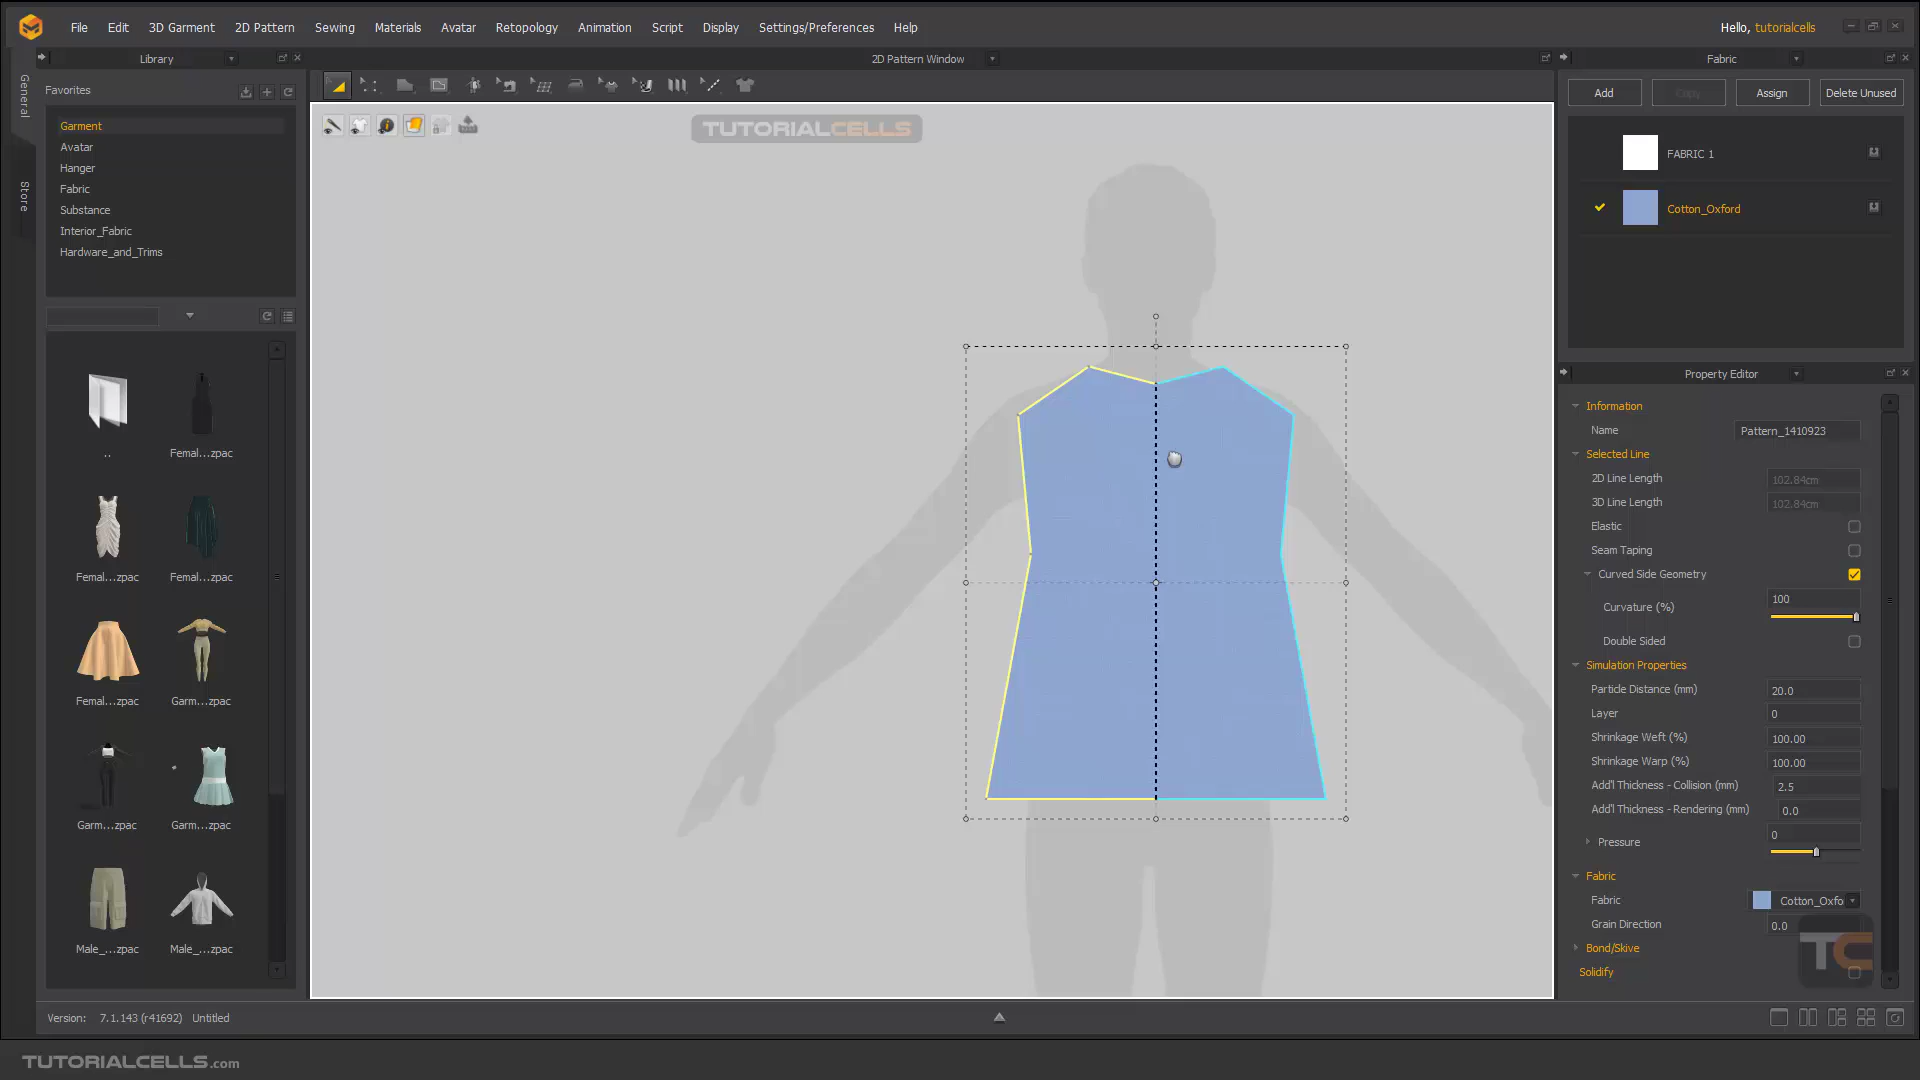 File Edit 3D Garment 2D Pattern Sewing Materials Avatar Retopology Animation Script Display Settings/Preferences Help
Hello, tutorialcells
Library
2D Pattern Window
Fabric
General
Store
Favorites
Garment
Avatar
Hanger
Fabric
Substance
Interior_Fabric
Hardware_and_Trims
..
Femal...zpac
Femal...zpac
Femal...zpac
Femal...zpac
Garm...zpac
Garm...zpac
Garm...zpac
Male_...zpac
Male_...zpac
TUTORIALCELLS
Add Copy Assign Delete Unused
FABRIC 1
Cotton_Oxford
Property Editor
Information
Name Pattern_1410923
Selected Line
2D Line Length 102.84cm
3D Line Length 102.84cm
Elastic
Seam Taping
Curved Side Geometry
Curvature (%) 100
Double Sided
Simulation Properties
Particle Distance (mm) 20.0
Layer 0
Shrinkage Weft (%) 100.00
Shrinkage Warp (%) 100.00
Add'l Thickness - Collision (mm) 2.5
Add'l Thickness - Rendering (mm) 0.0
Pressure 0
Fabric
Fabric Cotton_Oxfo
Grain Direction 0.0
Bond/Skive
Solidify
TC
Version: 7.1.143 (r41692) Untitled
TUTORIALCELLS.com